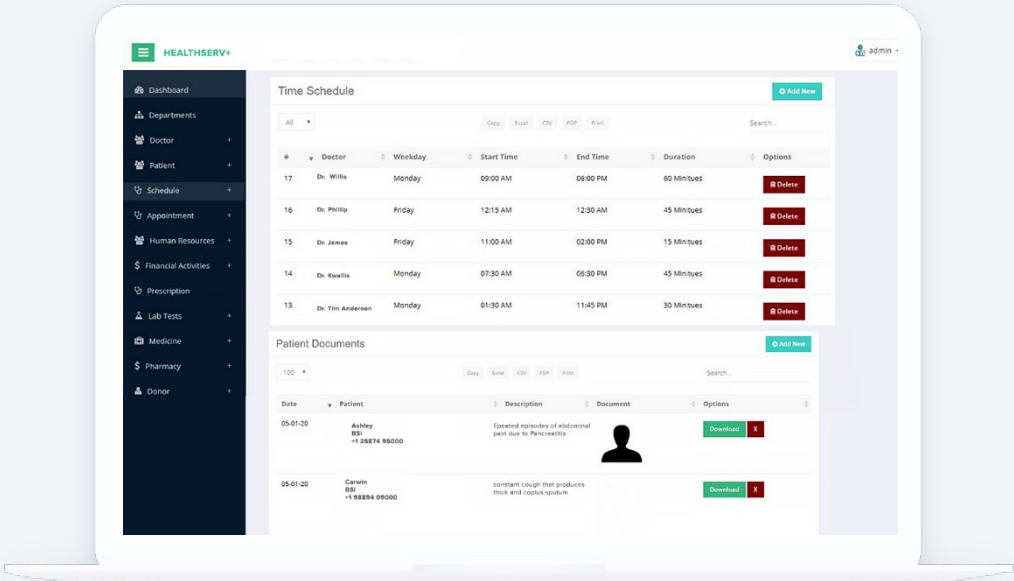 HEALTHSERV+
admin
Dashboard
Departments
Doctor +
Patient +
Schedule +
Appointment +
Human Resources +
$ Financial Activities +
Prescription
Lab Tests +
Medicine +
$ Pharmacy +
Donor +
Time Schedule
Add New
All
Copy Excel CSV PDF Print
Search...
# Doctor Weekday Start Time End Time Duration Options
17 Dr. Willis Monday 09:00 AM 06:00 PM 60 Minitues Delete
16 Dr. Phillip Friday 12:15 AM 12:30 AM 45 Minitues Delete
15 Dr. James Friday 11:00 AM 02:00 PM 15 Minitues Delete
14 Dr. Kwallis Monday 07:30 AM 06:30 PM 45 Minitues Delete
13 Dr. Tim Anderson Monday 01:30 AM 11:45 PM 30 Minitues Delete
Patient Documents
Add New
100
Copy Excel CSV PDF Print
Search...
Date Patient Description Document Options
05-01-20
Ashley
BSI
+1 25874 95000
Epeated episodes of abdominal
pain due to Pancreatitis
Download X
05-01-20
Carwin
BSI
+1 98894 09000
constant cough that produces
thick and copius sputum
Download X